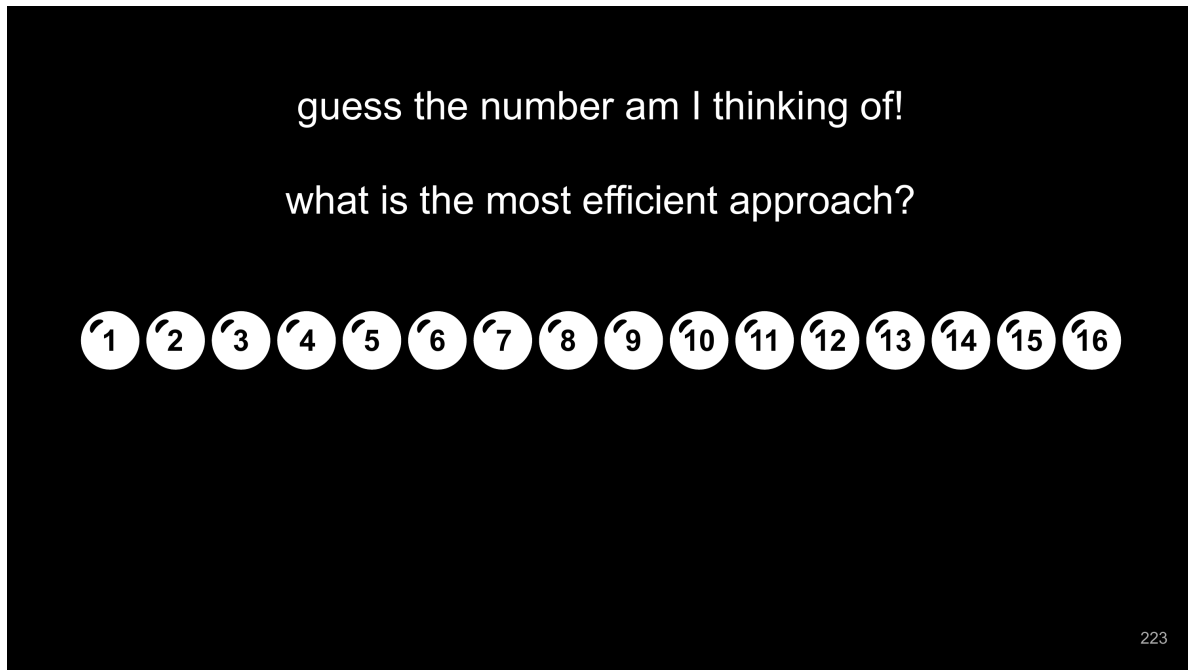 guess the number am I thinking of!
what is the most efficient approach?
1 2 3 4 5 6 7 8 9 10 11 12 13 14 15 16
223